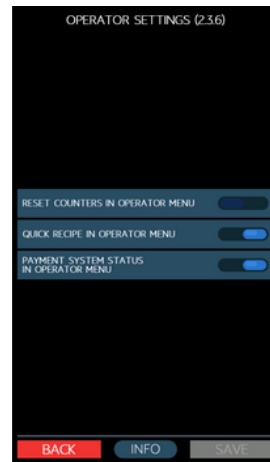 OPERATOR SETTINGS (2.3.6)
RESET COUNTERS IN OPERATOR MENU
QUICK RECIPE IN OPERATOR MENU
PAYMENT SYSTEM STATUS
IN OPERATOR MENU
BACK
INFO
SAVE